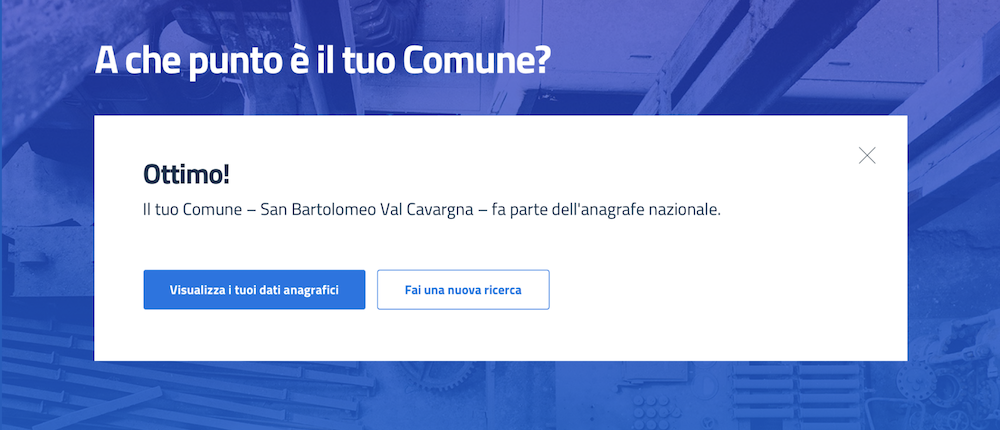 A che punto è il tuo Comune?
Ottimo!
Il tuo Comune – San Bartolomeo Val Cavargna – fa parte dell'anagrafe nazionale.
Visualizza i tuoi dati anagrafici
Fai una nuova ricerca